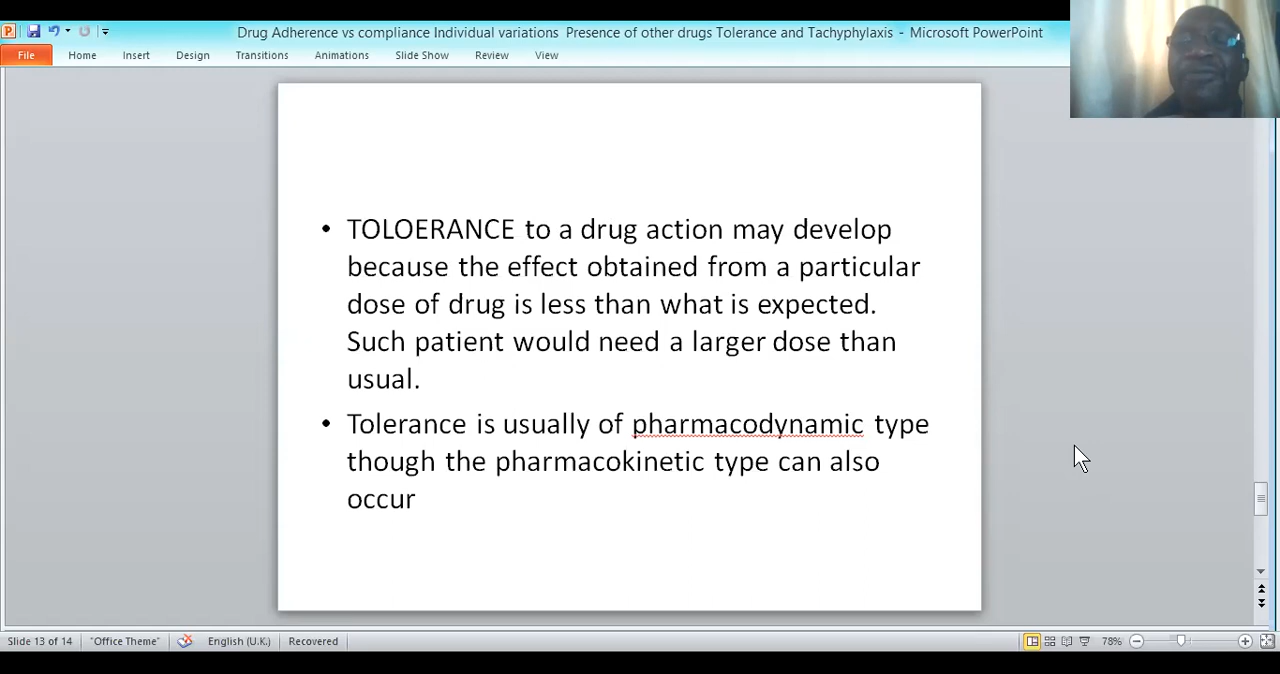 Drug Adherence vs compliance Individual variations  Presence of other drugs Tolerance and Tachyphylaxis - Microsoft PowerPoint
File Home Insert Design Transitions Animations Slide Show Review View
• TOLOERANCE to a drug action may develop
because the effect obtained from a particular
dose of drug is less than what is expected.
Such patient would need a larger dose than
usual.
• Tolerance is usually of pharmacodynamic type
though the pharmacokinetic type can also
occur
Slide 13 of 14 "Office Theme" English (U.K.) Recovered 78%